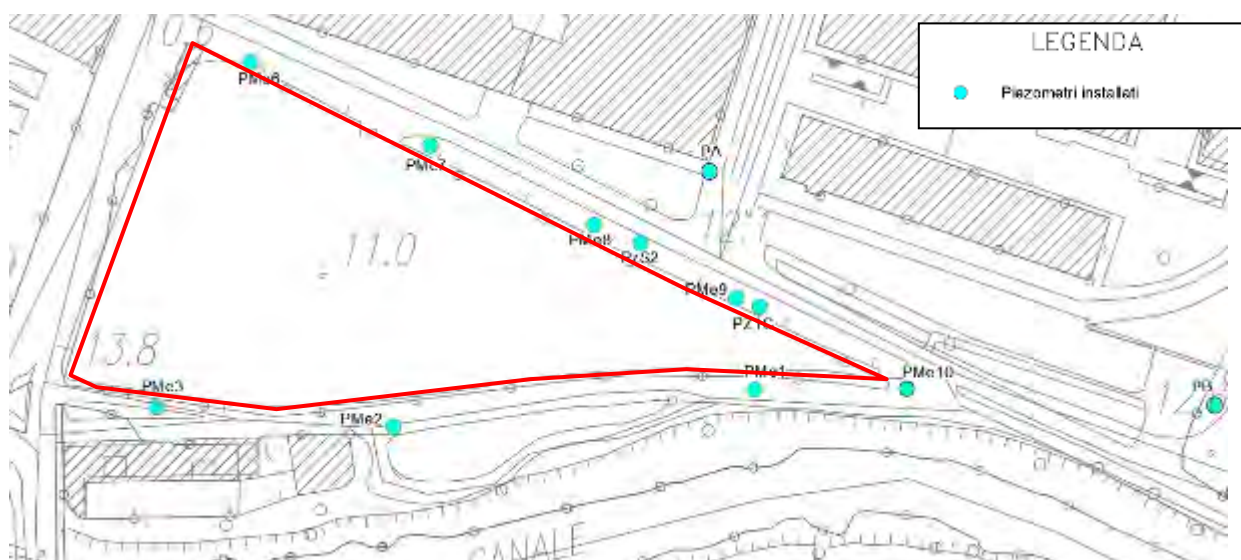 LEGENDA
Piezometri installati
PMe6
PMe7
PA
PMe8
PzS2
PMe9
11.0
13.8
PMe3
PMe2
PMe1
PMe10
PB
CANALE